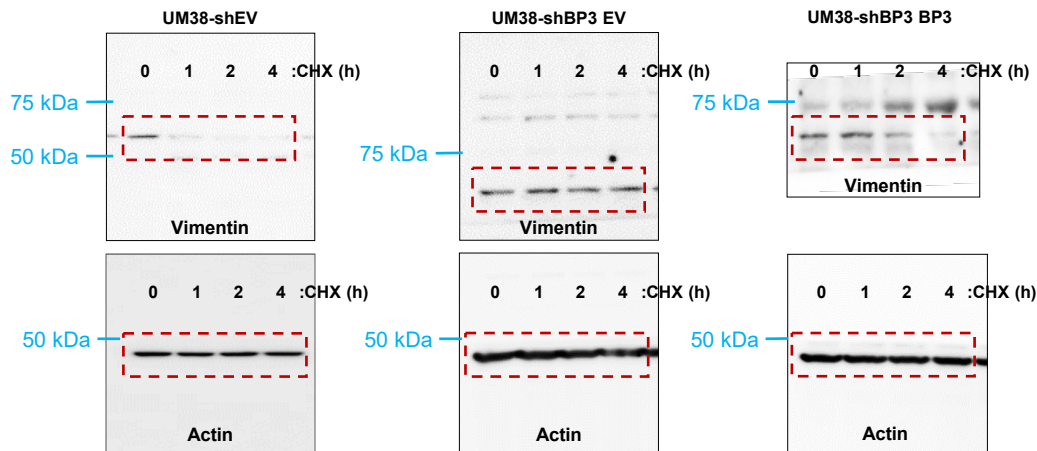 UM38-shEV
0 1 2 4 :CHX (h)
75 kDa
50 kDa
Vimentin
UM38-shBP3 EV
0 1 2 4 :CHX (h)
75 kDa
Vimentin
UM38-shBP3 BP3
0 1 2 4 :CHX (h)
75 kDa
Vimentin
0 1 2 4 :CHX (h)
50 kDa
Actin
0 1 2 4 :CHX (h)
50 kDa
Actin
0 1 2 4 :CHX (h)
50 kDa
Actin